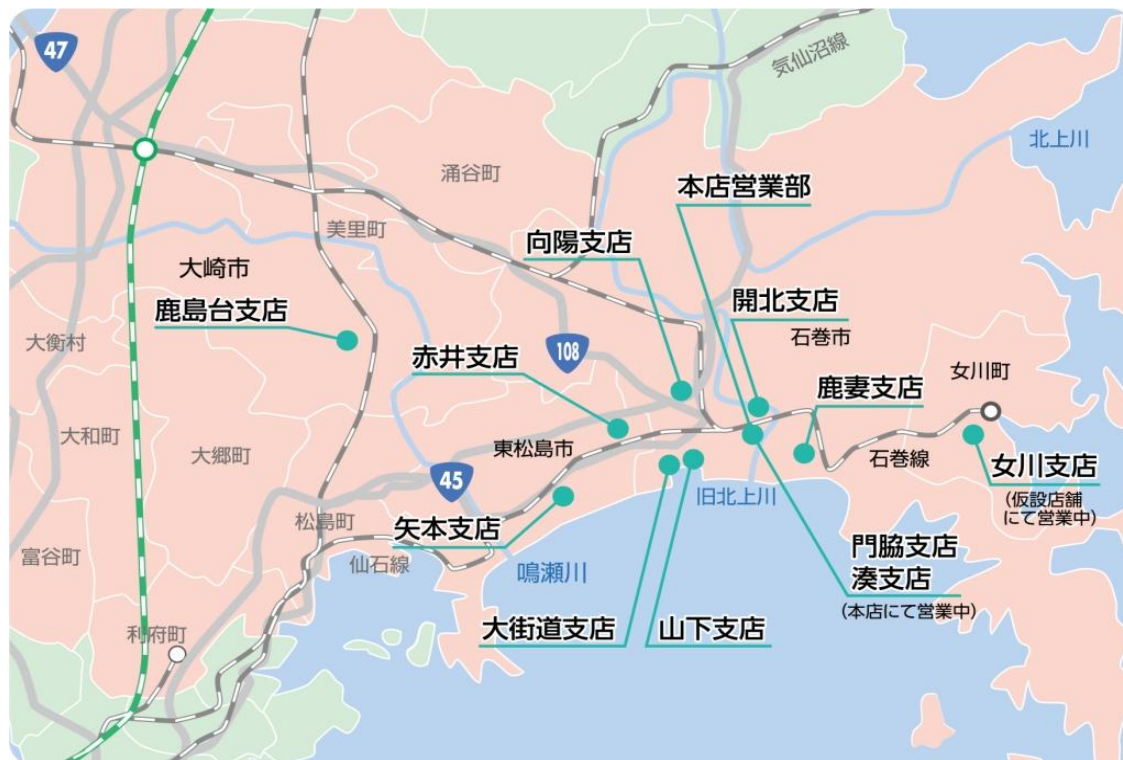 47
気仙沼線
北上川
涌谷町
本店営業部
美里町
向陽支店
大崎市
鹿島台支店
開北支店
石巻市
大衡村
赤井支店
108
女川町
鹿妻支店
大和町
大郷町
東松島市
石巻線
女川支店
(仮設店舗
にて営業中)
45
旧北上川
松島町
矢本支店
富谷町
仙石線
鳴瀬川
門脇支店
湊支店
(本店にて営業中)
大街道支店
山下支店
利府町